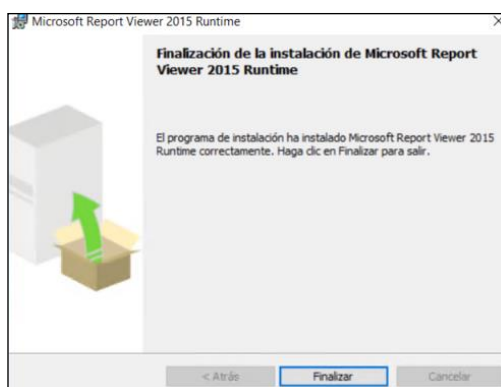 Microsoft Report Viewer 2015 Runtime
Finalización de la instalación de Microsoft Report
Viewer 2015 Runtime
El programa de instalación ha instalado Microsoft Report Viewer 2015
Runtime correctamente. Haga clic en Finalizar para salir.
< Atrás Finalizar Cancelar